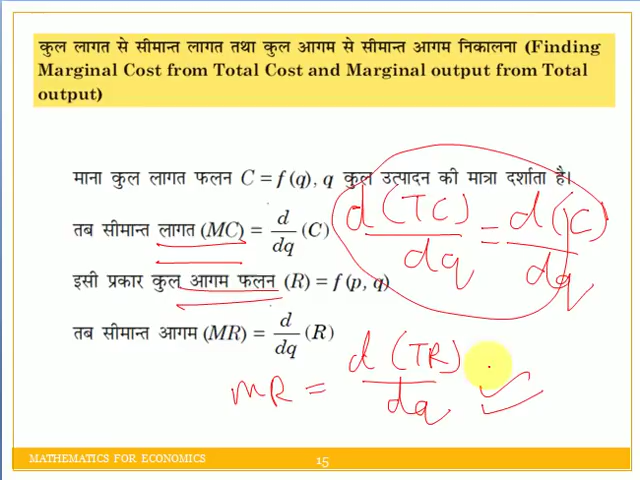 कुल लागत से सीमान्त लागत तथा कुल आगम से सीमान्त आगम निकालना (Finding
Marginal Cost from Total Cost and Marginal output from Total
output)
माना कुल लागत फलन C = f(q), q कुल उत्पादन की मात्रा दर्शाता है।
तब सीमान्त लागत (MC) = d/dq (C)
d(TC)/dq = d(C)/dq
इसी प्रकार कुल आगम फलन (R) = f(p, q)
तब सीमान्त आगम (MR) = d/dq (R)
MR = d(TR)/dq
MATHEMATICS FOR ECONOMICS 15